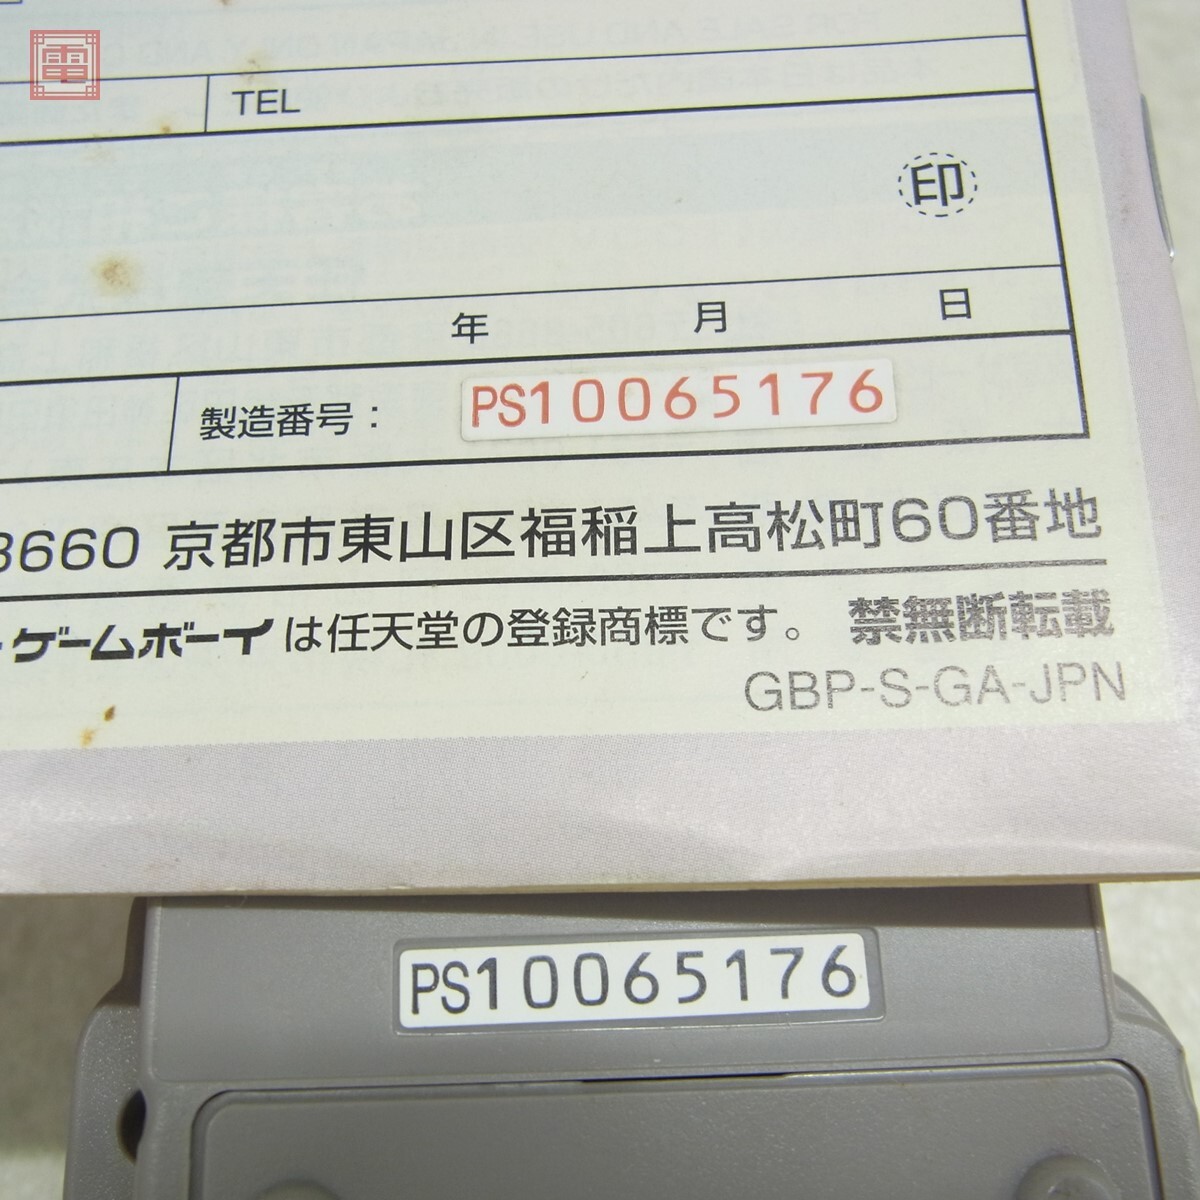 電
TEL
印
年 月 日
製造番号： PS10065176
8660 京都市東山区福稲上高松町60番地
ゲームボーイは任天堂の登録商標です。 禁無断転載
GBP-S-GA-JPN
PS10065176